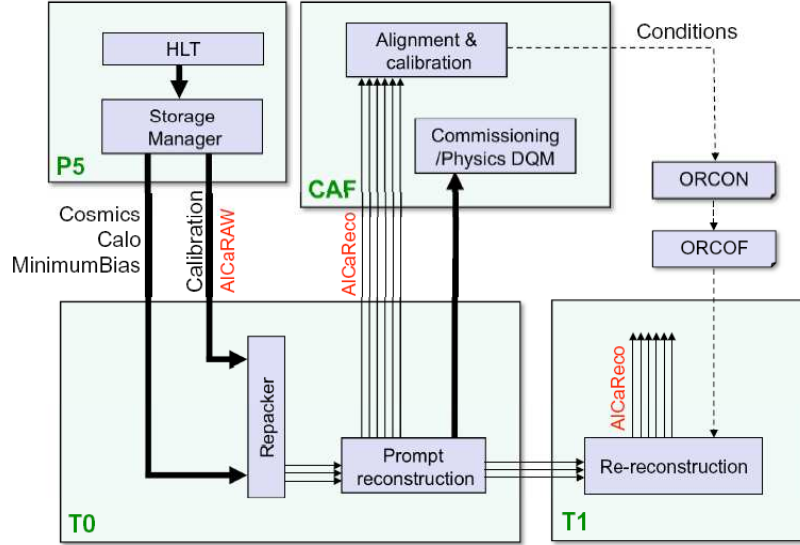 HLT
Storage
Manager
P5
Alignment &
calibration
Conditions
Commissioning
/Physics DQM
CAF
ORCON
ORCOF
Cosmics
Calo
MinimumBias
Calibration
AlCaRAW
AlCaReco
Repacker
Prompt
reconstruction
T0
AlCaReco
Re-reconstruction
T1